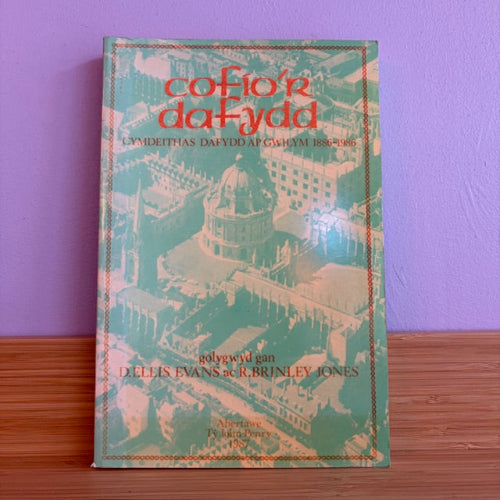 cofio'r
dafydd
CYMDEITHAS DAFYDD AP GWILYM 1886-1986
golygwyd gan
D. ELLIS EVANS ac R. BRINLEY JONES
Abertawe
Tŷ John Penry
1987